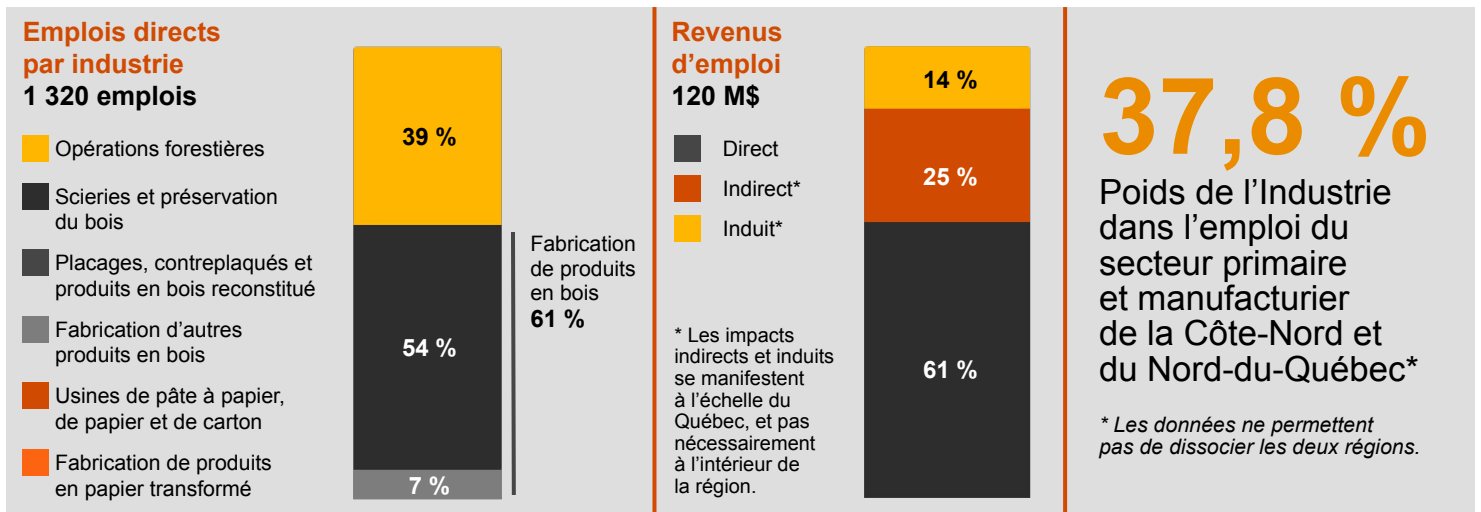 Emplois directs
par industrie
1 320 emplois
Opérations forestières
Scieries et préservation
du bois
Placages, contreplaqués et
produits en bois reconstitué
Fabrication d’autres
produits en bois
Usines de pâte à papier,
de papier et de carton
Fabrication de produits
en papier transformé
39 %
54 %
7 %
Fabrication
de produits
en bois
61 %
Revenus
d’emploi
120 M$
Direct
Indirect*
Induit*
* Les impacts
indirects et induits
se manifestent
à l’échelle du
Québec, et pas
nécessairement
à l’intérieur de
la région.
14 %
25 %
61 %
37,8 %
Poids de l’Industrie
dans l’emploi du
secteur primaire
et manufacturier
de la Côte-Nord et
du Nord-du-Québec*
* Les données ne permettent
pas de dissocier les deux régions.